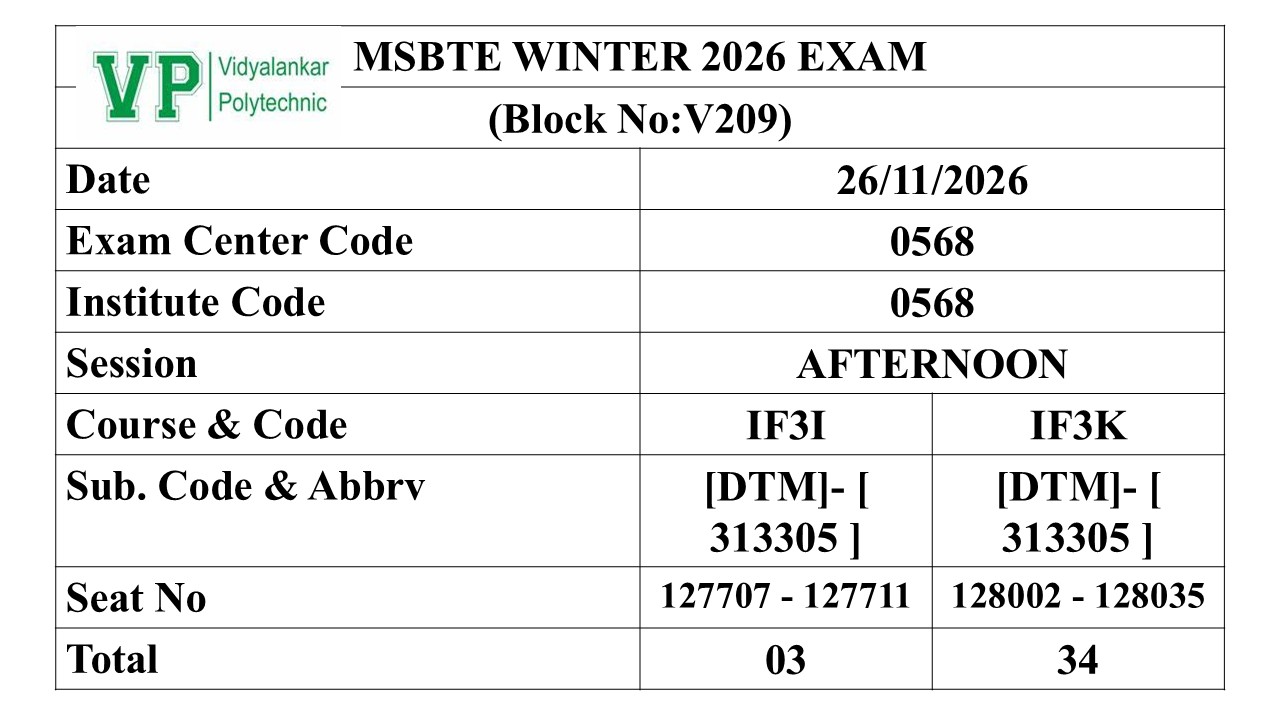 VP Vidyalankar Polytechnic
MSBTE WINTER 2026 EXAM
(Block No:V209)
Date 26/11/2026
Exam Center Code 0568
Institute Code 0568
Session AFTERNOON
Course & Code IF3I IF3K
Sub. Code & Abbrv [DTM]- [ 313305 ] [DTM]- [ 313305 ]
Seat No 127707 - 127711 128002 - 128035
Total 03 34